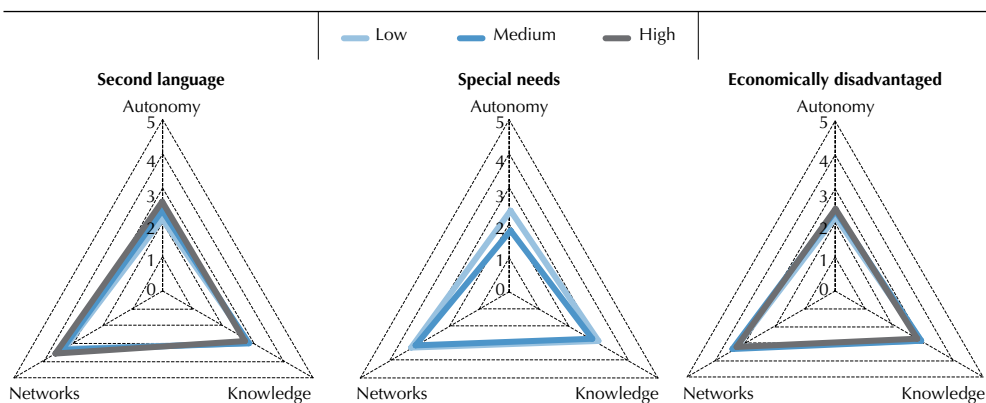 Low Medium High
Second language Special needs Economically disadvantaged
Autonomy Autonomy Autonomy
5 5 5
4 4 4
3 3 3
2 2 2
1 1 1
0 0 0
Networks Knowledge Networks Knowledge Networks Knowledge